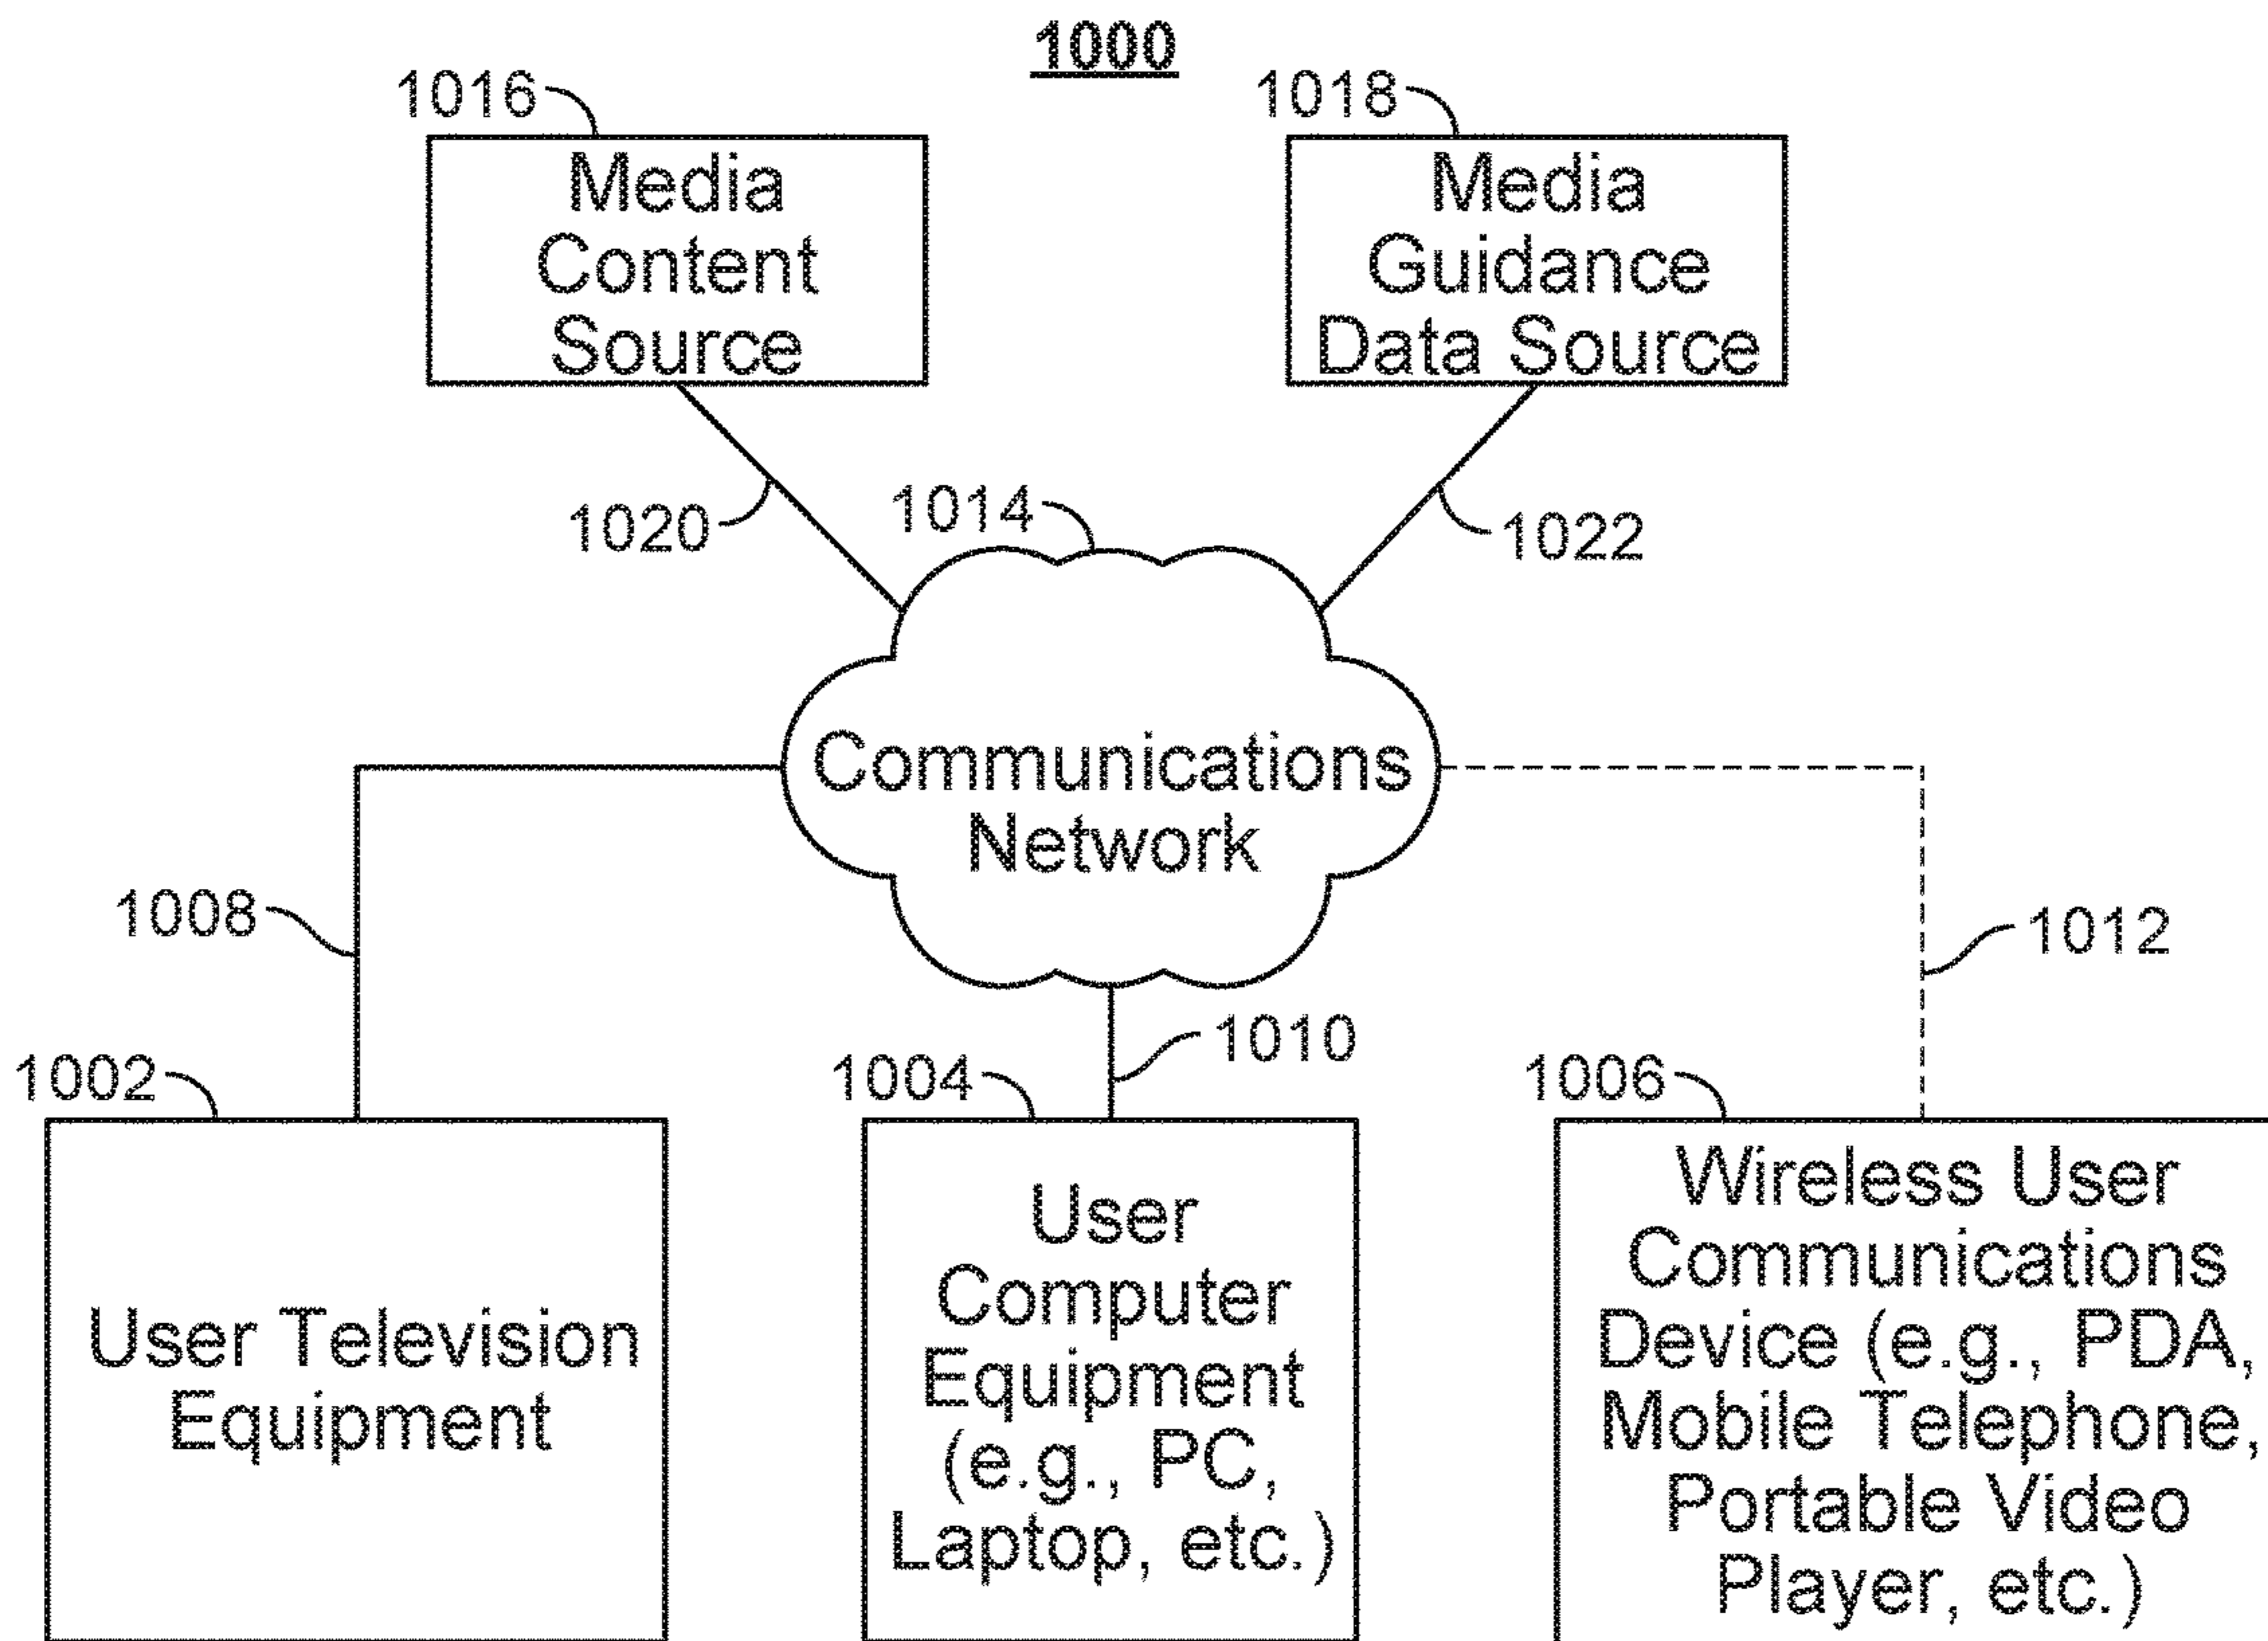 1000
1016
1018
Media
Content
Source
Media
Guidance
Data Source
1020
1014
1022
Communications
Network
1008
1012
1010
1002
1004
1006
User Television
Equipment
User
Computer
Equipment
(e.g., PC,
Laptop, etc.)
Wireless User
Communications
Device (e.g., PDA,
Mobile Telephone,
Portable Video
Player, etc.)